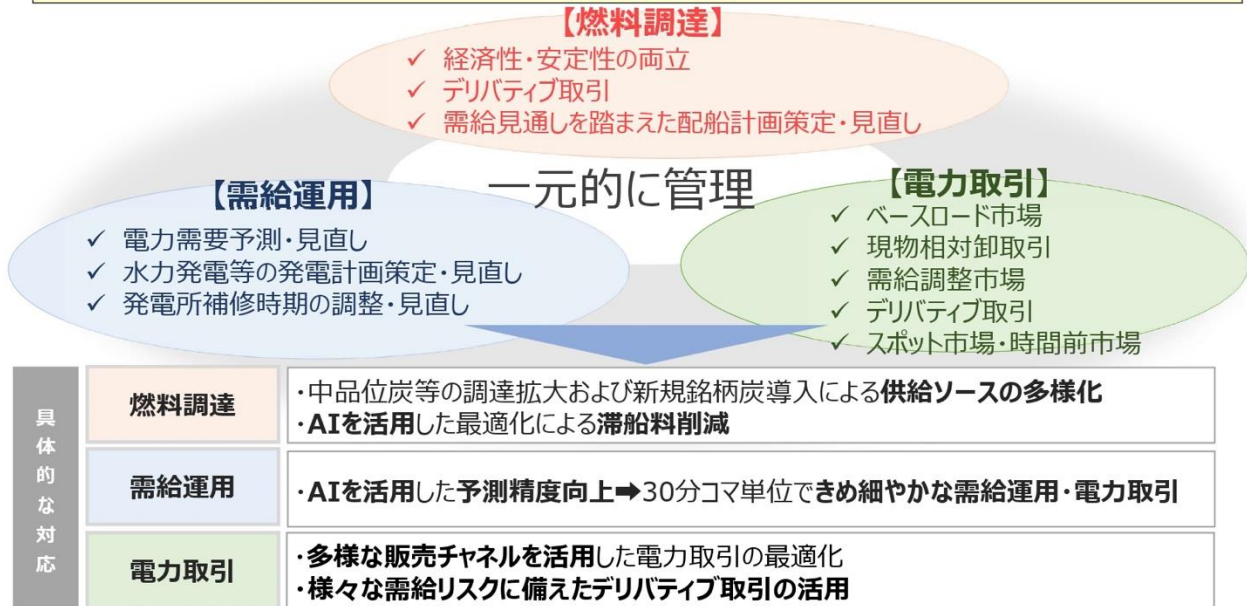 【燃料調達】
✓ 経済性・安定性の両立
✓ デリバティブ取引
✓ 需給見通しを踏まえた配船計画策定・見直し
一元的に管理
【需給運用】
✓ 電力需要予測・見直し
✓ 水力発電等の発電計画策定・見直し
✓ 発電所補修時期の調整・見直し
【電力取引】
✓ ベースロード市場
✓ 現物相対卸取引
✓ 需給調整市場
✓ デリバティブ取引
✓ スポット市場・時間前市場
具体的な対応
燃料調達
・中品位炭等の調達拡大および新規銘柄炭導入による供給ソースの多様化
・AIを活用した最適化による滞船料削減
需給運用
・AIを活用した予測精度向上➡30分コマ単位できめ細やかな需給運用・電力取引
電力取引
・多様な販売チャネルを活用した電力取引の最適化
・様々な需給リスクに備えたデリバティブ取引の活用